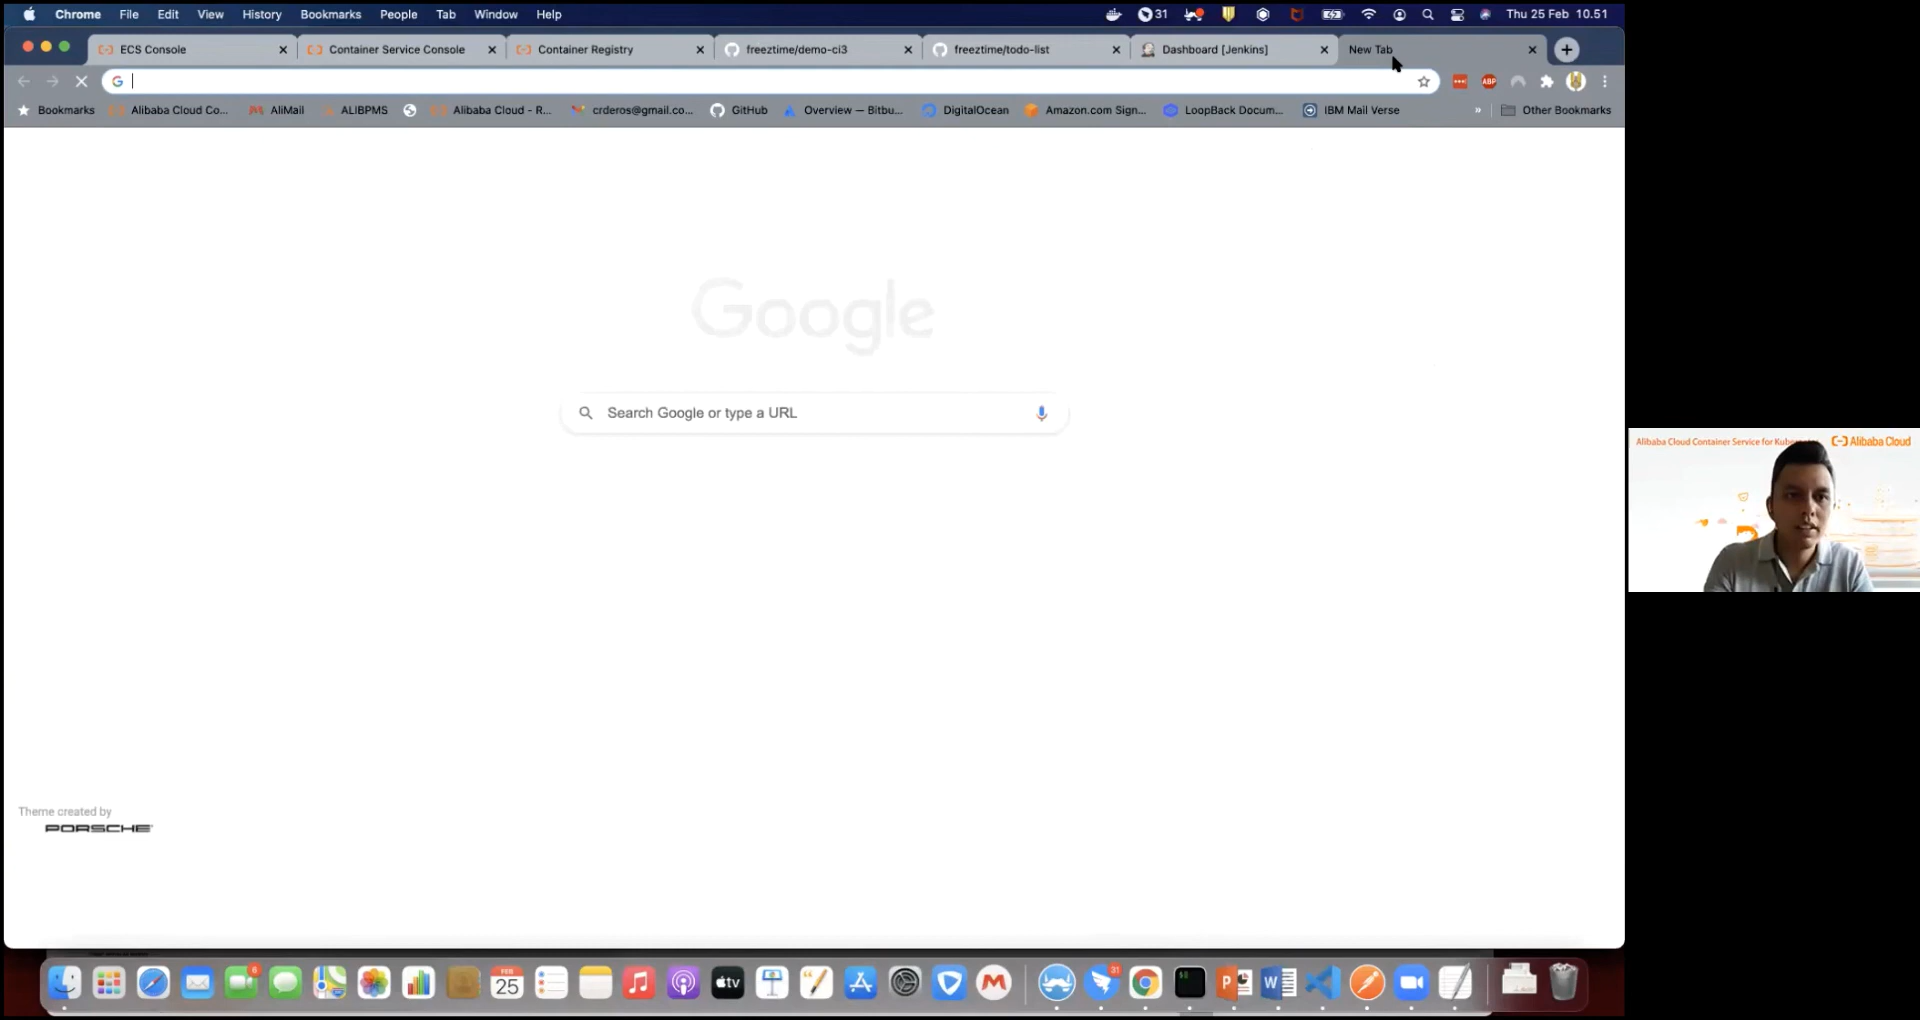 Chrome File Edit View History Bookmarks People Tab Window Help 31 Thu 25 Feb 10.51
ECS Console Container Service Console Container Registry freeztime/demo-ci3 freeztime/todo-list Dashboard [Jenkins] New Tab
Bookmarks Alibaba Cloud Co... AliMail ALIBPMS Alibaba Cloud - R... crderos@gmail.co... GitHub Overview — Bitbu... DigitalOcean Amazon.com Sign... LoopBack Docum... IBM Mail Verse » Other Bookmarks
Google
Search Google or type a URL
Alibaba Cloud Container Service for Alibaba Cloud
Theme created by
PORSCHE
6 FEB 25 tv 31